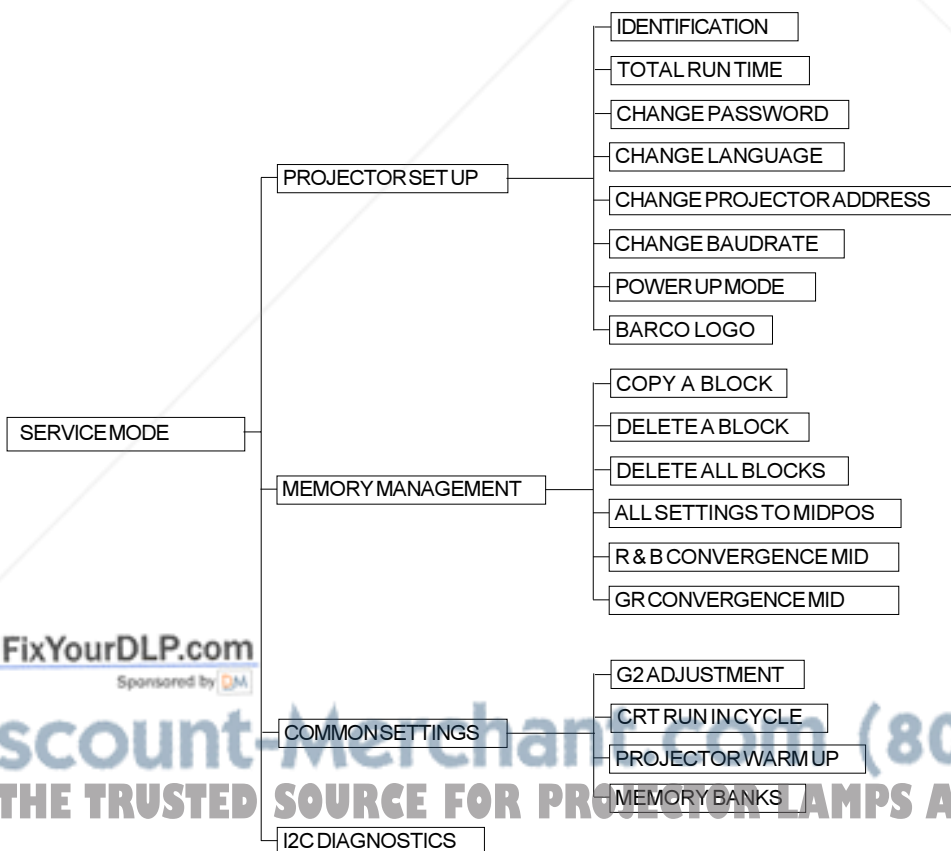 IDENTIFICATION
TOTAL RUN TIME
CHANGE PASSWORD
CHANGE LANGUAGE
PROJECTOR SET UP
CHANGE PROJECTOR ADDRESS
CHANGE BAUDRATE
POWER UP MODE
BARCO LOGO
COPY A BLOCK
SERVICE MODE
DELETE A BLOCK
DELETE ALL BLOCKS
MEMORY MANAGEMENT
ALL SETTINGS TO MIDPOS
R & B CONVERGENCE MID
GR CONVERGENCE MID
FixYourDLP.com
Sponsored by DM
G2 ADJUSTMENT
CRT RUN IN CYCLE
COMMON SETTINGS
PROJECTOR WARM UP
MEMORY BANKS
scount-Merchant.com (80
THE TRUSTED SOURCE FOR PROJECTOR LAMPS A
I2C DIAGNOSTICS